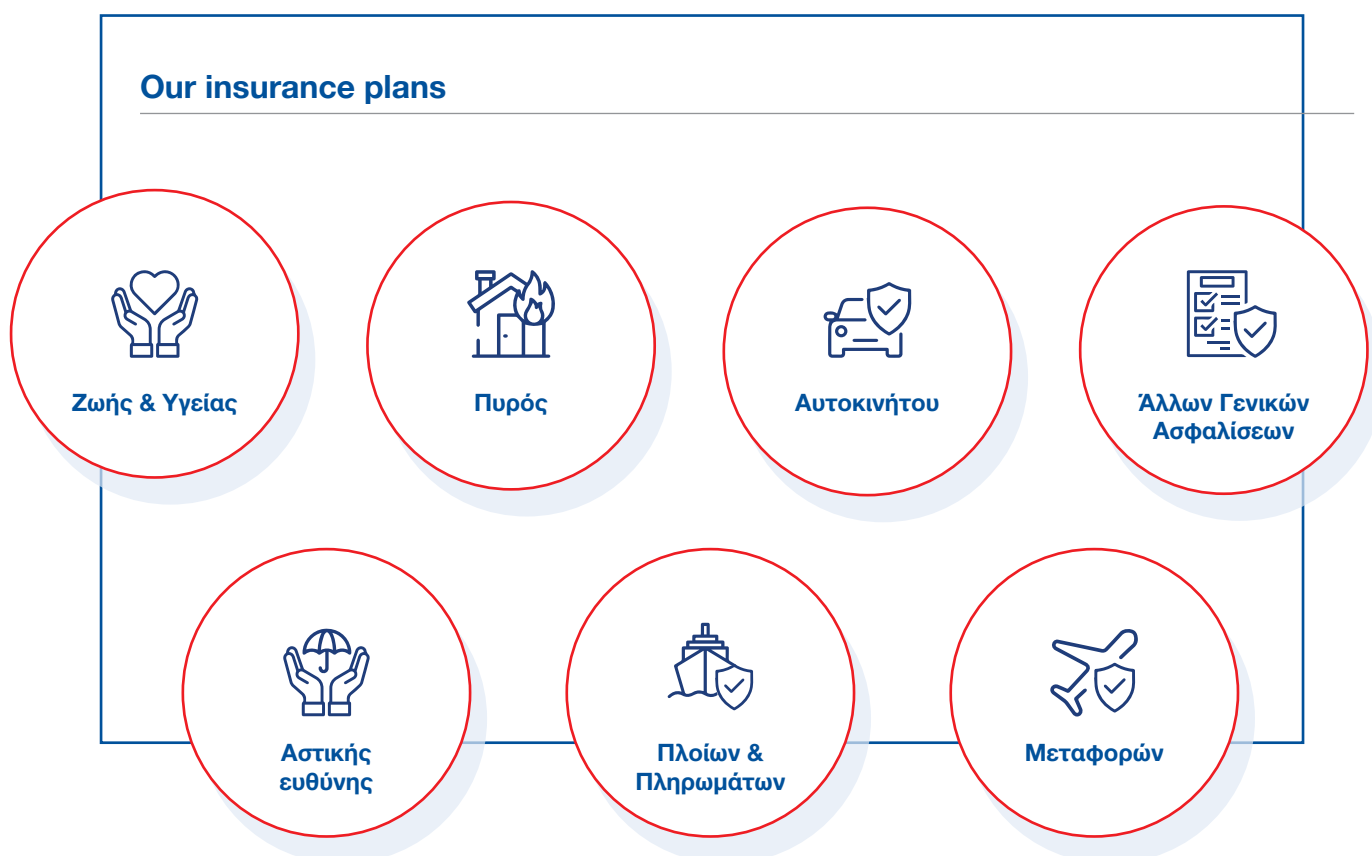 Our insurance plans
Ζωής & Υγείας
Πυρός
Αυτοκινήτου
Άλλων Γενικών
Ασφαλίσεων
Αστικής
ευθύνης
Πλοίων &
Πληρωμάτων
Μεταφορών